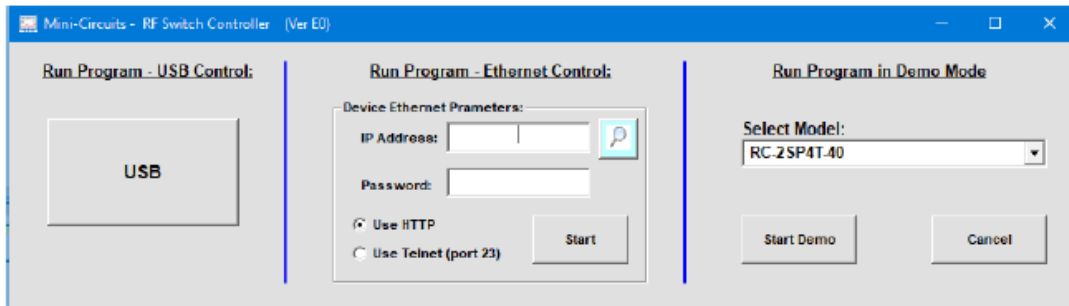 Mini-Circuits - RF Switch Controller (Ver E0)
Run Program - USB Control:
USB
Run Program - Ethernet Control:
Device Ethernet Prameters:
IP Address:
Password:
Use HTTP
Use Telnet (port 23)
Start
Run Program in Demo Mode
Select Model:
RC-2SP4T-40
Start Demo
Cancel